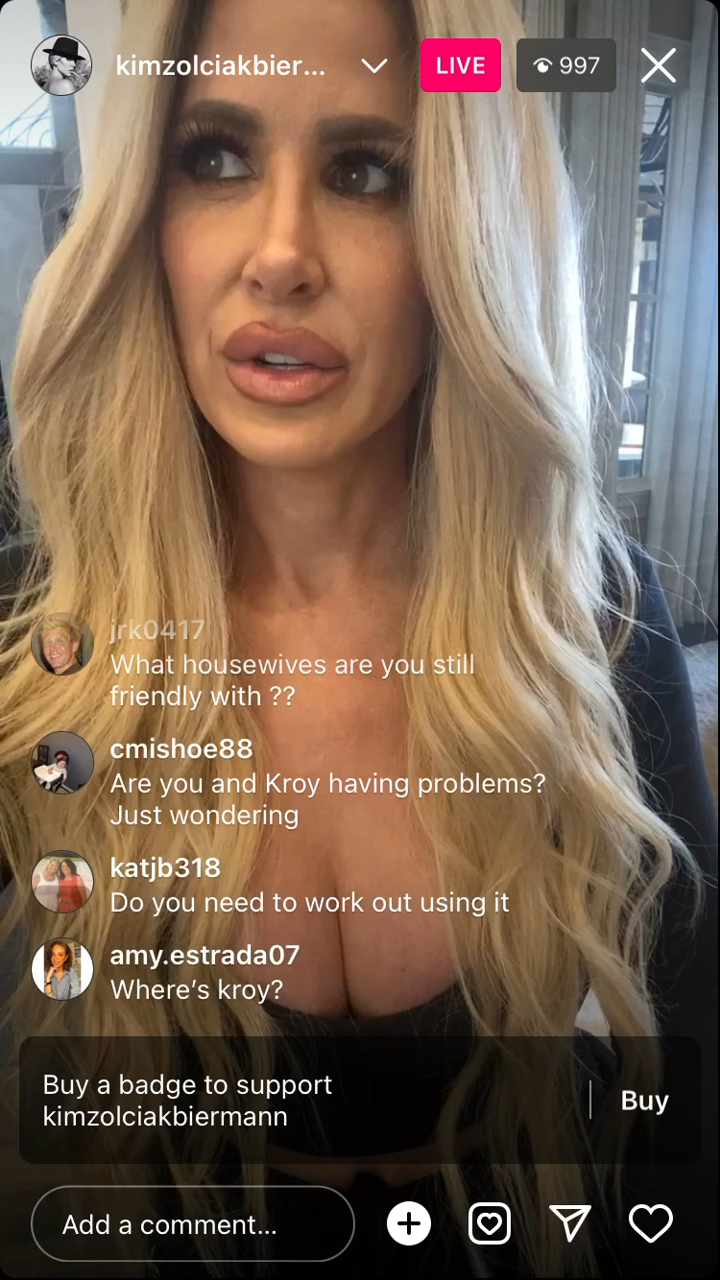 kimzolciakbier...
LIVE
997
jrk0417
What housewives are you still
friendly with ??
cmishoe88
Are you and Kroy having problems?
Just wondering
katjb318
Do you need to work out using it
amy.estrada07
Where’s kroy?
Buy a badge to support
kimzolciakbiermann
Buy
Add a comment...